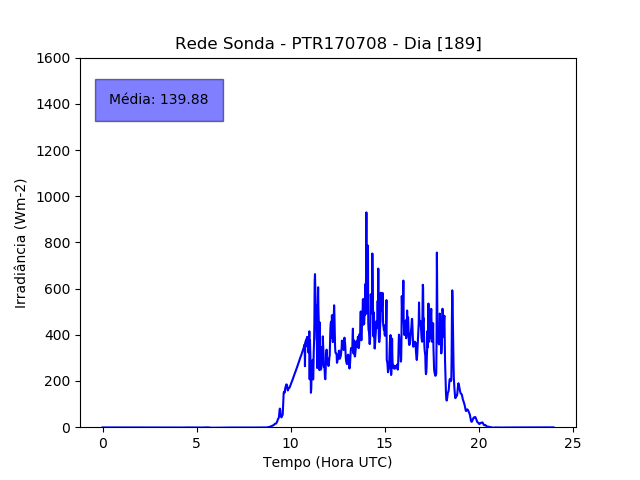 Rede Sonda - PTR170708 - Dia [189]
1600
1400
1200
1000
800
600
400
200
0
Irradiância (Wm-2)
Média: 139.88
0 5 10 15 20 25
Tempo (Hora UTC)